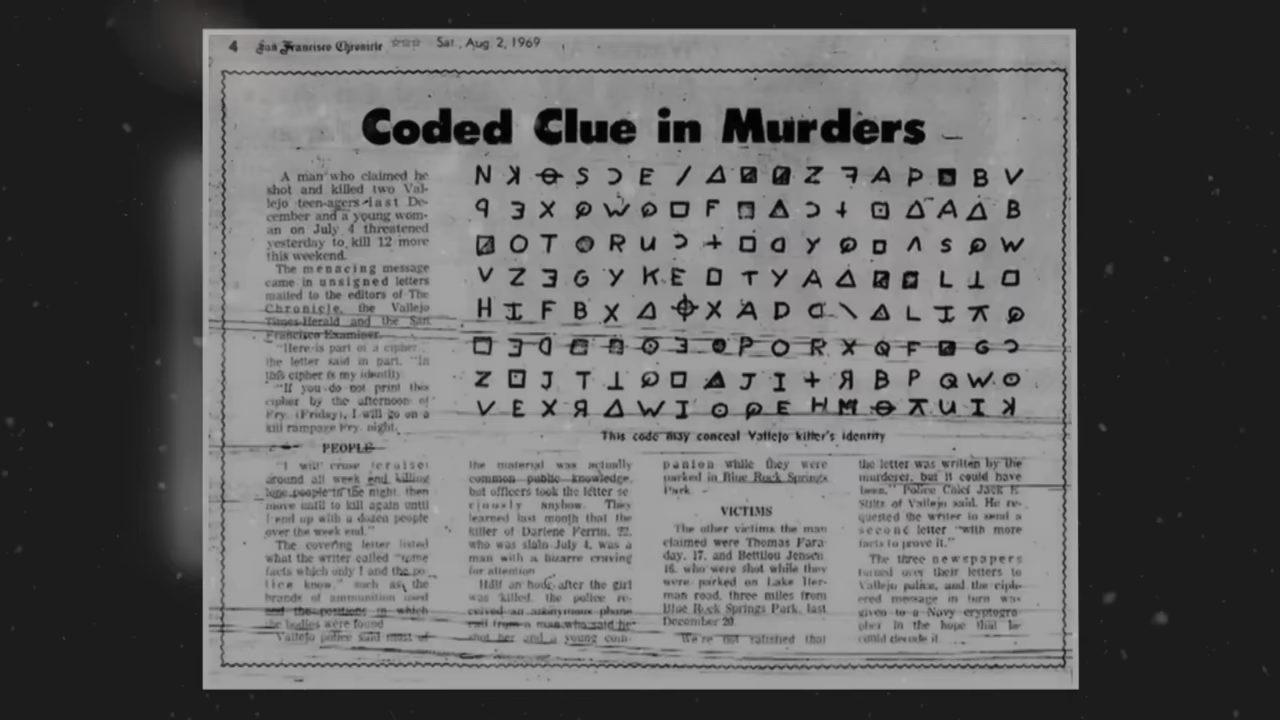 4 San Francisco Chronicle ☆☆☆ Sat., Aug. 2, 1969
Coded Clue in Murders
A man who claimed he
shot and killed two Val-
lejo teen-agers last De-
cember and a young wom-
an on July 4 threatened
yesterday to kill 12 more
this weekend.
The menacing message
came in unsigned letters
mailed to the editors of The
Chronicle, the Vallejo
Times-Herald and the San
Francisco Examiner.
"Here is part of a cipher
the letter said in part. "In
this cipher is my identity
"If you do not print this
cipher by the afternoon of
Fry. (Friday), I will go on a
kill rampage Fry. night.
This code may conceal Vallejo killer's identity
PEOPLE
"I will cruse (cruise)
around all week end killing
lone people in the night, then
move until to kill again until
I end up with a dozen people
over the week end."
The covering letter listed
what the writer called "some
facts which only I and the po-
lice know," such as the
brands of ammunition used
and the positions in which
the bodies were found
Vallejo police said most of
the material was actually
common public knowledge,
but officers took the letter se-
riously anyhow. They
learned last month that the
killer of Darlene Ferrin, 22,
who was slain July 4, was a
man with a bizarre craving
for attention
Half an hour after the girl
was killed, the police re-
ceived an anonymous phone
call from a man who said he
shot her and a young com-
panion while they were
parked in Blue Rock Springs
Park.
VICTIMS
The other victims the man
claimed were Thomas Fara-
day, 17, and Bettilou Jensen
16, who were shot while they
were parked on Lake Her-
man road, three miles from
Blue Rock Springs Park, last
December 20.
"We're not satisfied that
the letter was written by the
murderer, but it could have
been," Police Chief Jack E.
Stiltz of Vallejo said. He re-
quested the writer to send a
second letter "with more
facts to prove it."
The three newspapers
turned over their letters to
Vallejo police, and the ciph-
ered message in turn was
given to a Navy cryptogra-
pher in the hope that he
could decode it.